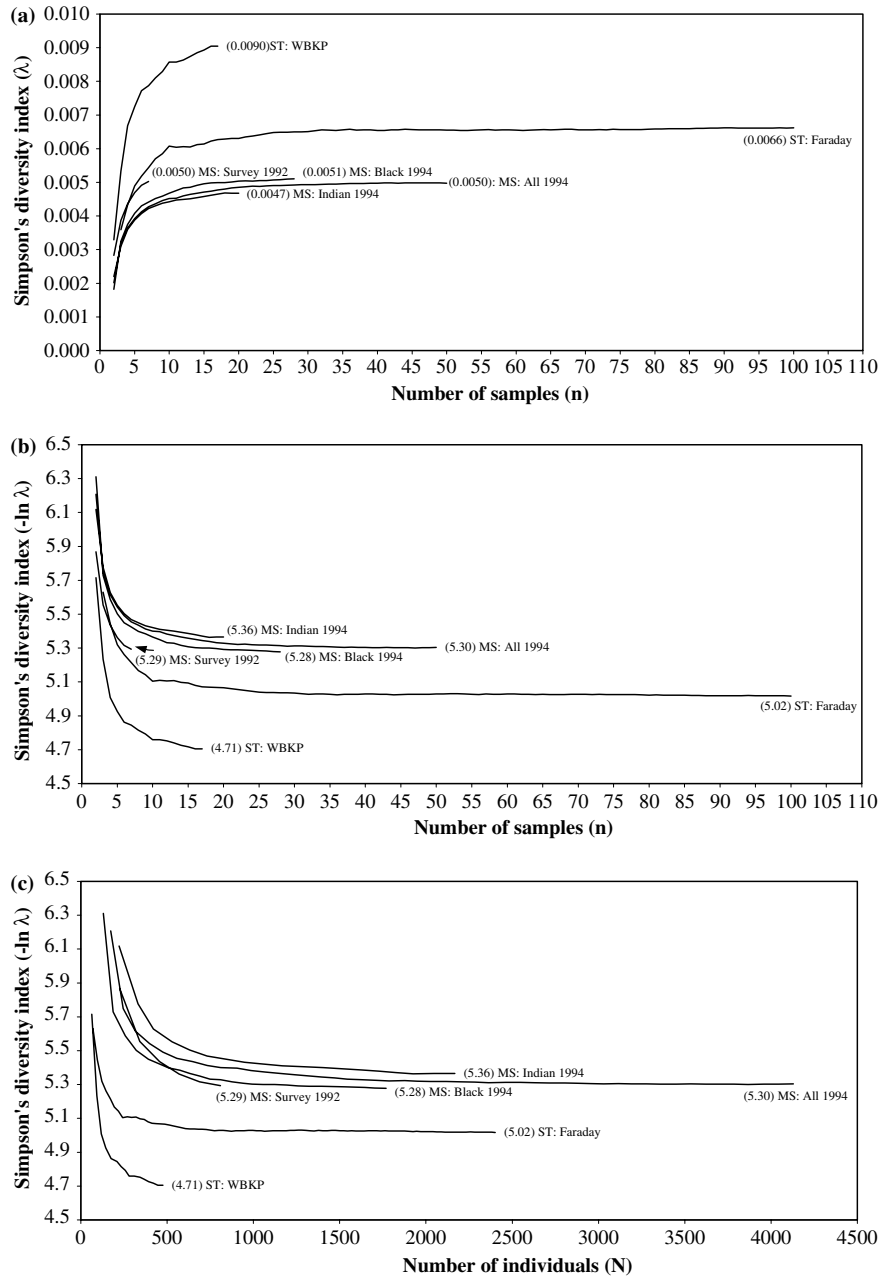 (a)
Simpson's diversity index (λ)
0.010
0.009
0.008
0.007
0.006
0.005
0.004
0.003
0.002
0.001
0.000
(0.0090)ST: WBKP
(0.0066) ST: Faraday
(0.0050) MS: Survey 1992
(0.0051) MS: Black 1994
(0.0050): MS: All 1994
(0.0047) MS: Indian 1994
0 5 10 15 20 25 30 35 40 45 50 55 60 65 70 75 80 85 90 95 100 105 110
Number of samples (n)
(b)
Simpson's diversity index (-ln λ)
6.5
6.3
6.1
5.9
5.7
5.5
5.3
5.1
4.9
4.7
4.5
(5.36) MS: Indian 1994
(5.30) MS: All 1994
(5.29) MS: Survey 1992
(5.28) MS: Black 1994
(5.02) ST: Faraday
(4.71) ST: WBKP
0 5 10 15 20 25 30 35 40 45 50 55 60 65 70 75 80 85 90 95 100 105 110
Number of samples (n)
(c)
Simpson's diversity index (-ln λ)
6.5
6.3
6.1
5.9
5.7
5.5
5.3
5.1
4.9
4.7
4.5
(5.36) MS: Indian 1994
(5.29) MS: Survey 1992
(5.28) MS: Black 1994
(5.30) MS: All 1994
(5.02) ST: Faraday
(4.71) ST: WBKP
0 500 1000 1500 2000 2500 3000 3500 4000 4500
Number of individuals (N)